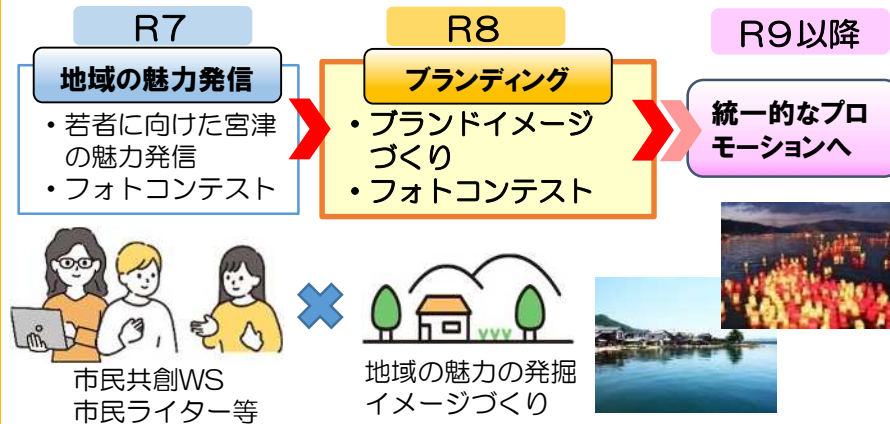 R7
地域の魅力発信
・若者に向けた宮津
の魅力発信
・フォトコンテスト
R8
ブランディング
・ブランドイメージ
づくり
・フォトコンテスト
R9以降
統一的なプロ
モーションへ
市民共創WS
市民ライター等
地域の魅力の発掘
イメージづくり